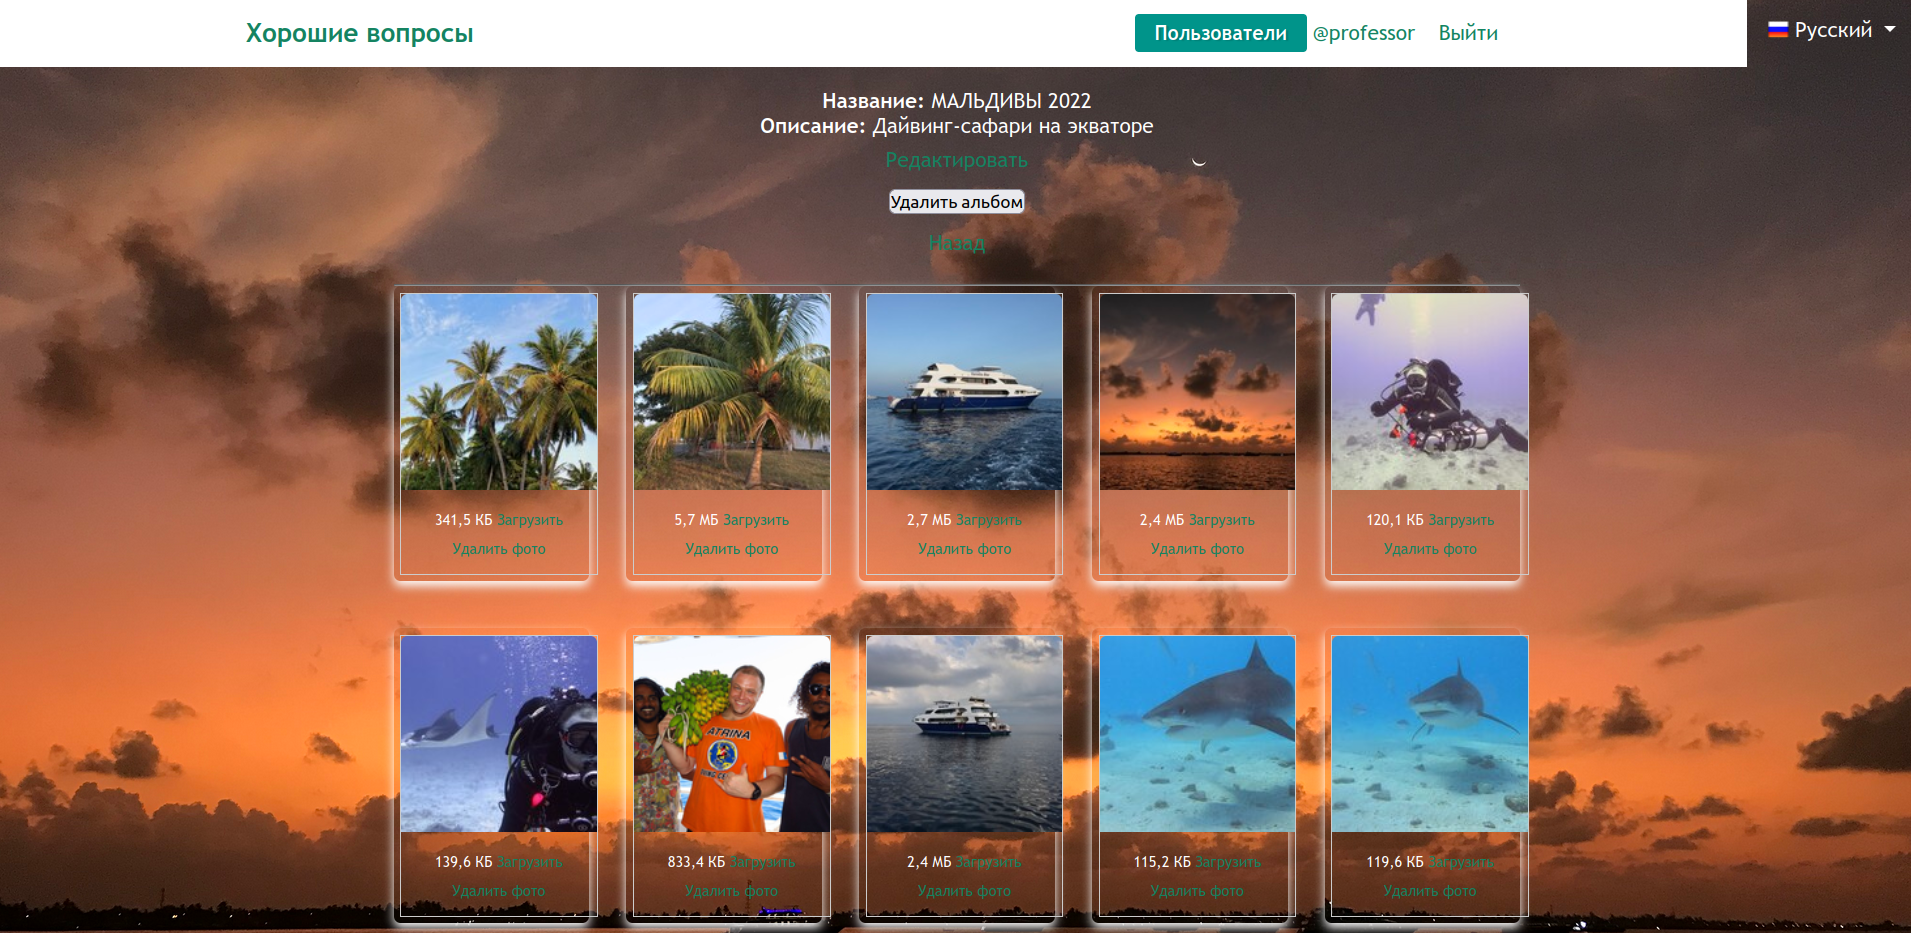 Хорошие вопросы
Пользователи @professor Выйти
Русский
Название: МАЛЬДИВЫ 2022
Описание: Дайвинг-сафари на экваторе
Редактировать
Удалить альбом
Назад
341,5 КБ Загрузить
Удалить фото
5,7 МБ Загрузить
Удалить фото
2,7 МБ Загрузить
Удалить фото
2,4 МБ Загрузить
Удалить фото
120,1 КБ Загрузить
Удалить фото
ATRINA
139,6 КБ Загрузить
Удалить фото
833,4 КБ Загрузить
Удалить фото
2,4 МБ Загрузить
Удалить фото
115,2 КБ Загрузить
Удалить фото
119,6 КБ Загрузить
Удалить фото